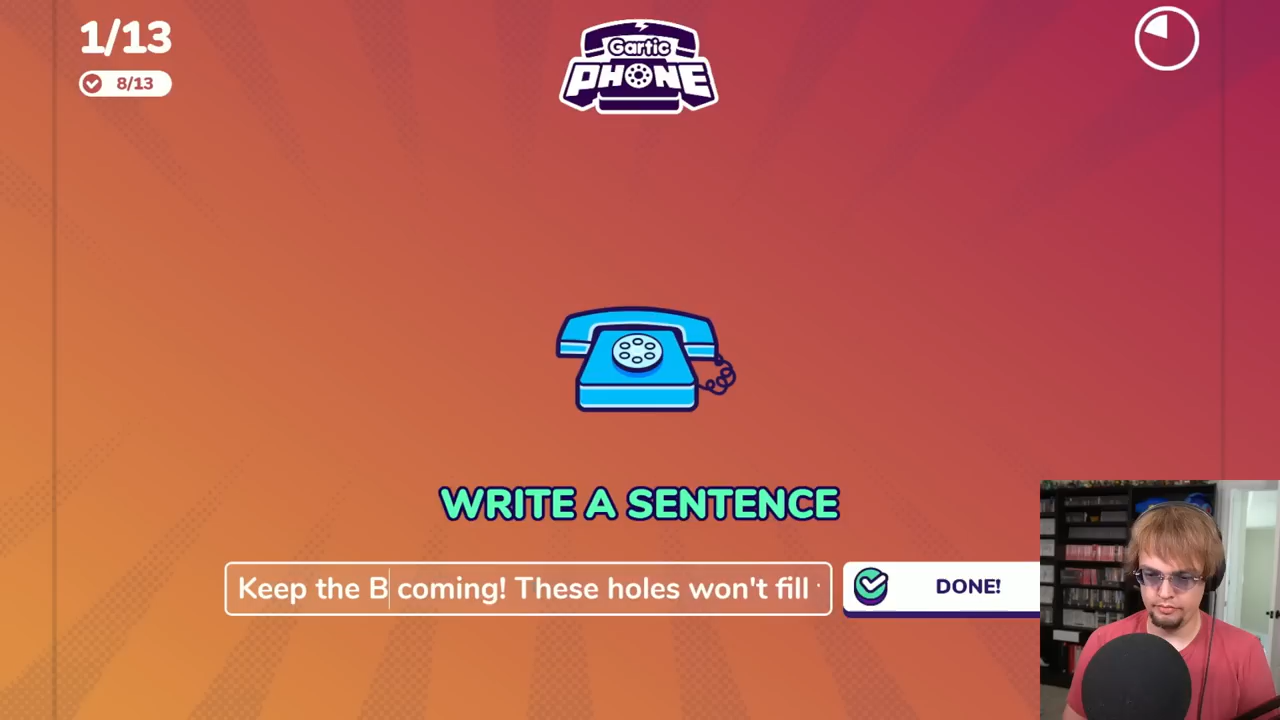 1/13
8/13
Gartic
PHONE
WRITE A SENTENCE
Keep the B coming! These holes won't fill
DONE!